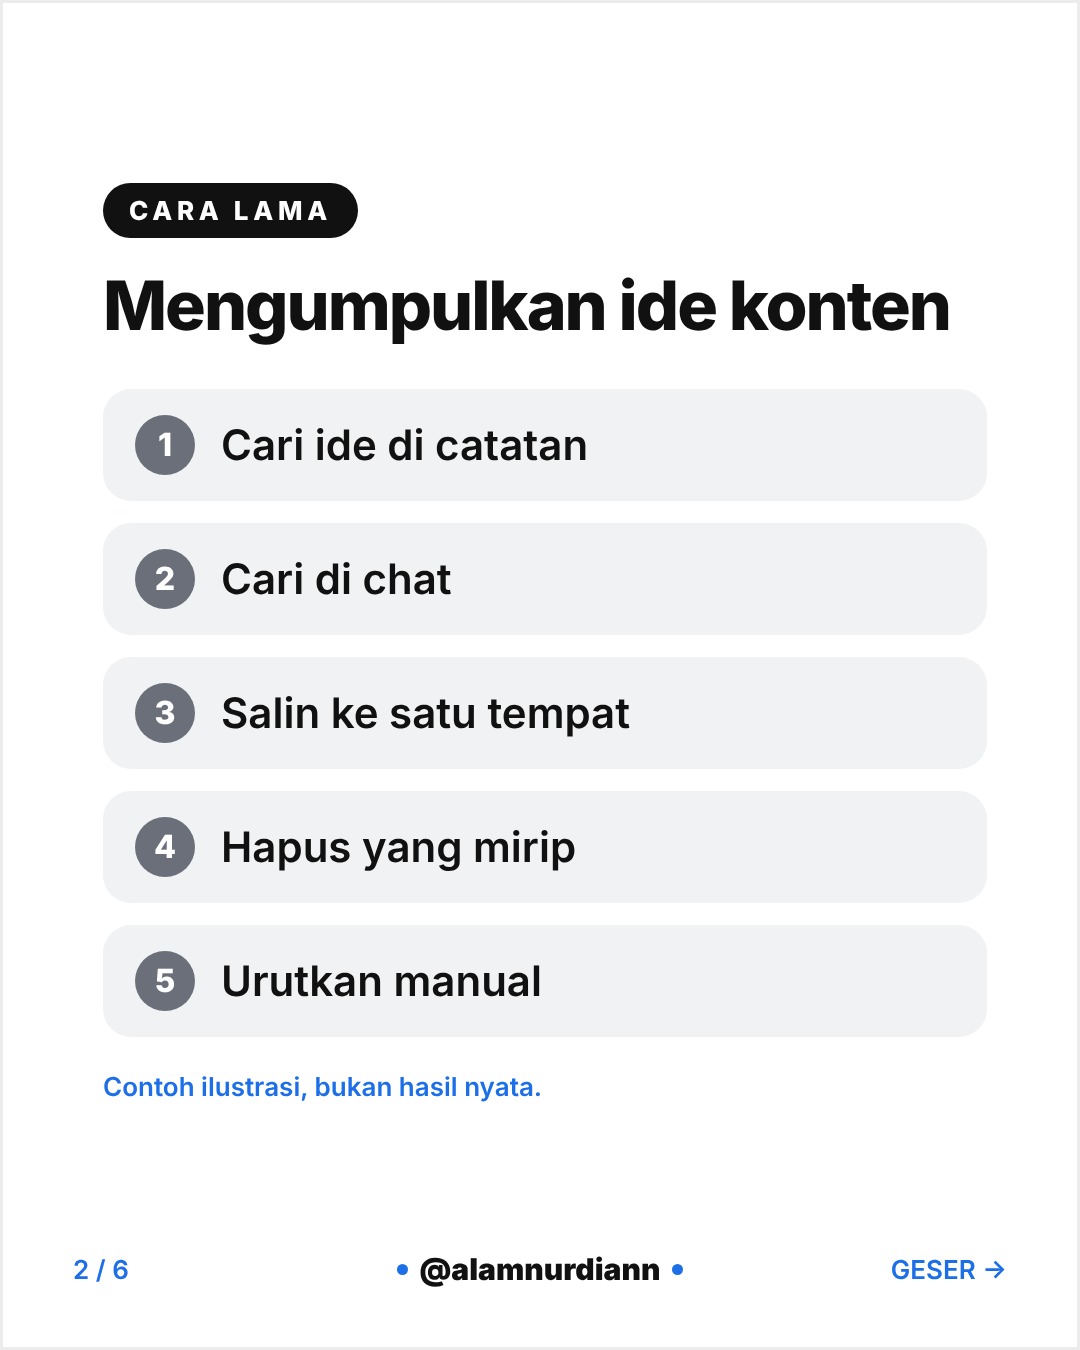 CARA LAMA
Mengumpulkan ide konten
1 Cari ide di catatan
2 Cari di chat
3 Salin ke satu tempat
4 Hapus yang mirip
5 Urutkan manual
Contoh ilustrasi, bukan hasil nyata.
2 / 6 • @alamnurdiann • GESER →